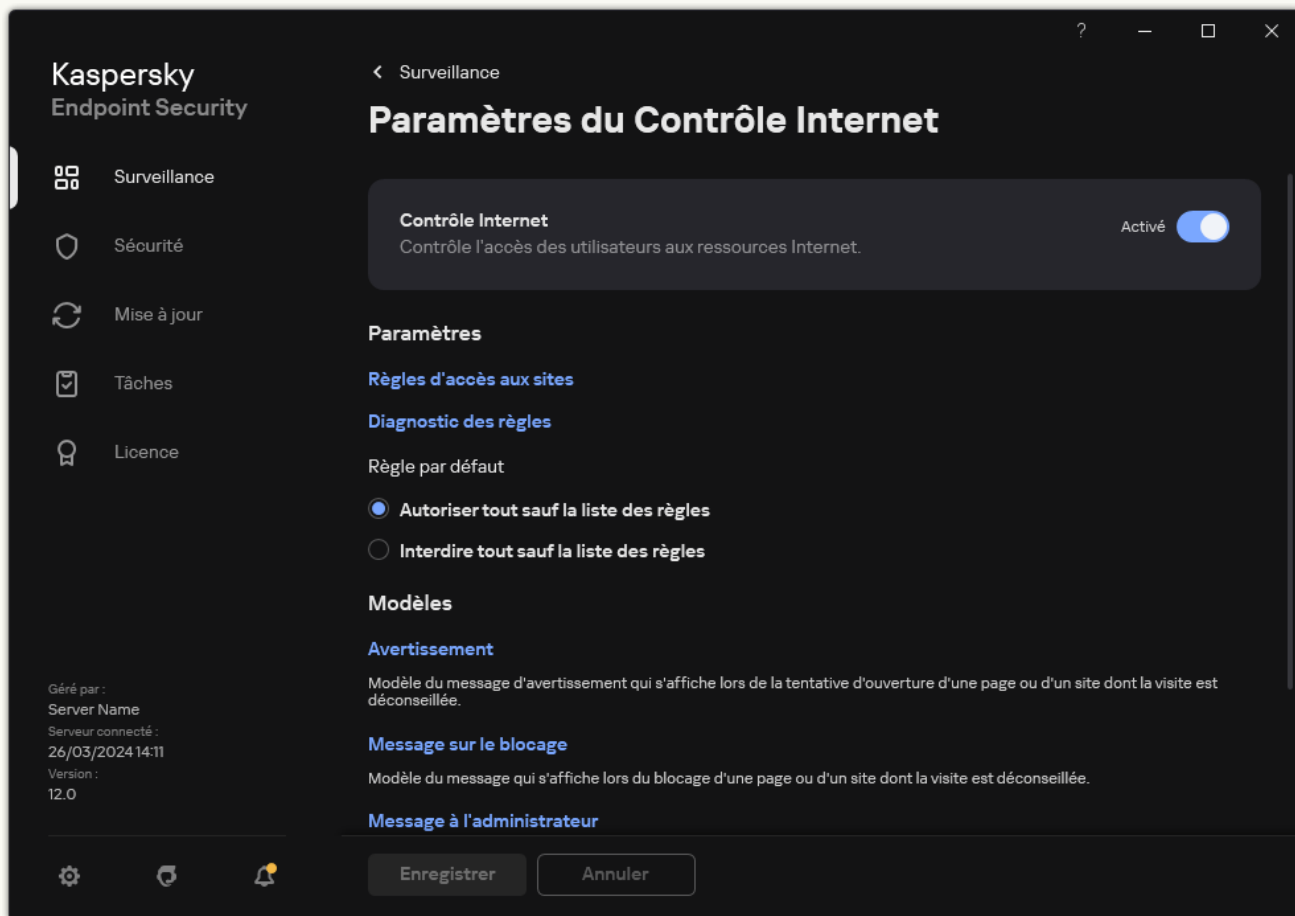 ?
Kaspersky
Endpoint Security
Surveillance
Sécurité
Mise à jour
Tâches
Licence
Géré par :
Server Name
Serveur connecté :
26/03/2024 14:11
Version :
12.0
Surveillance
Paramètres du Contrôle Internet
Contrôle Internet
Contrôle l'accès des utilisateurs aux ressources Internet.
Activé
Paramètres
Règles d'accès aux sites
Diagnostic des règles
Règle par défaut
Autoriser tout sauf la liste des règles
Interdire tout sauf la liste des règles
Modèles
Avertissement
Modèle du message d'avertissement qui s'affiche lors de la tentative d'ouverture d'une page ou d'un site dont la visite est
déconseillée.
Message sur le blocage
Modèle du message qui s'affiche lors du blocage d'une page ou d'un site dont la visite est déconseillée.
Message à l'administrateur
Enregistrer
Annuler